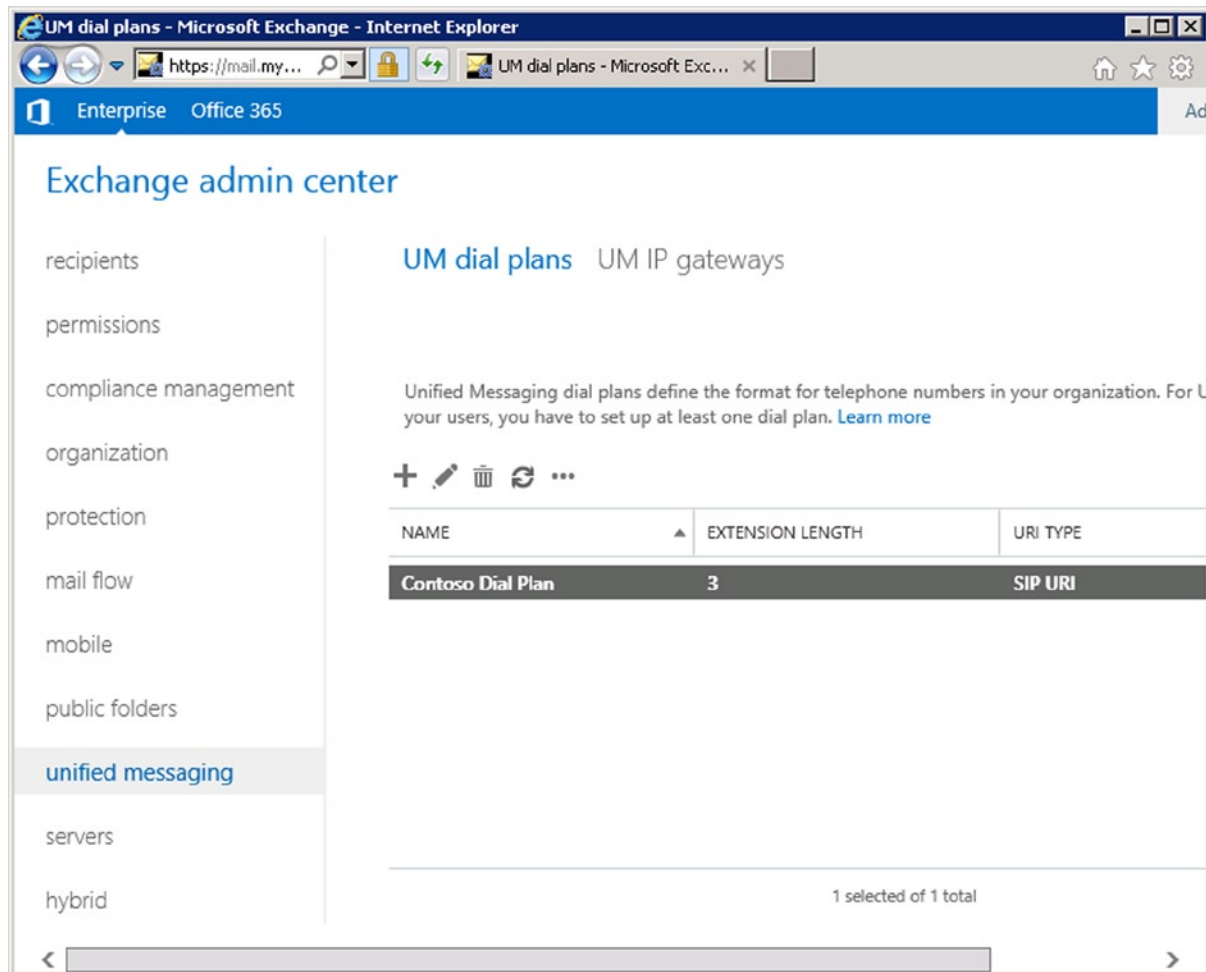 UM dial plans - Microsoft Exchange - Internet Explorer
https://mail.my... UM dial plans - Microsoft Exc...
Enterprise Office 365 Ad
Exchange admin center
recipients
permissions
compliance management
organization
protection
mail flow
mobile
public folders
unified messaging
servers
hybrid
UM dial plans UM IP gateways
Unified Messaging dial plans define the format for telephone numbers in your organization. For U
your users, you have to set up at least one dial plan. Learn more
NAME EXTENSION LENGTH URI TYPE
Contoso Dial Plan 3 SIP URI
1 selected of 1 total